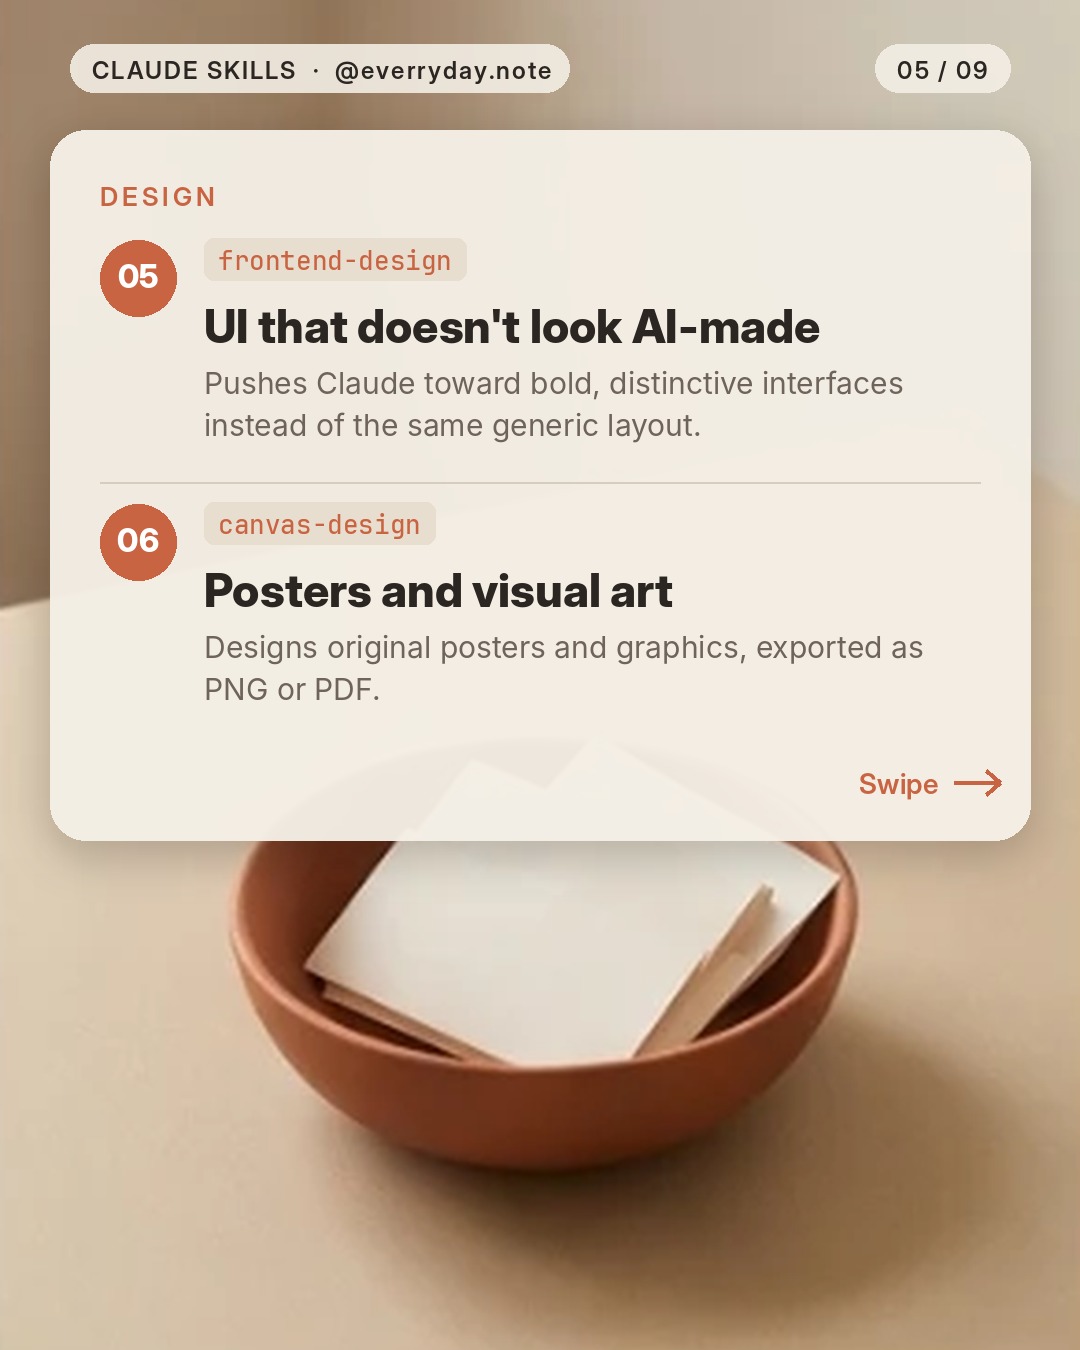 CLAUDE SKILLS · @everryday.note
05 / 09
DESIGN
05
frontend-design
UI that doesn't look AI-made
Pushes Claude toward bold, distinctive interfaces
instead of the same generic layout.
06
canvas-design
Posters and visual art
Designs original posters and graphics, exported as
PNG or PDF.
Swipe →